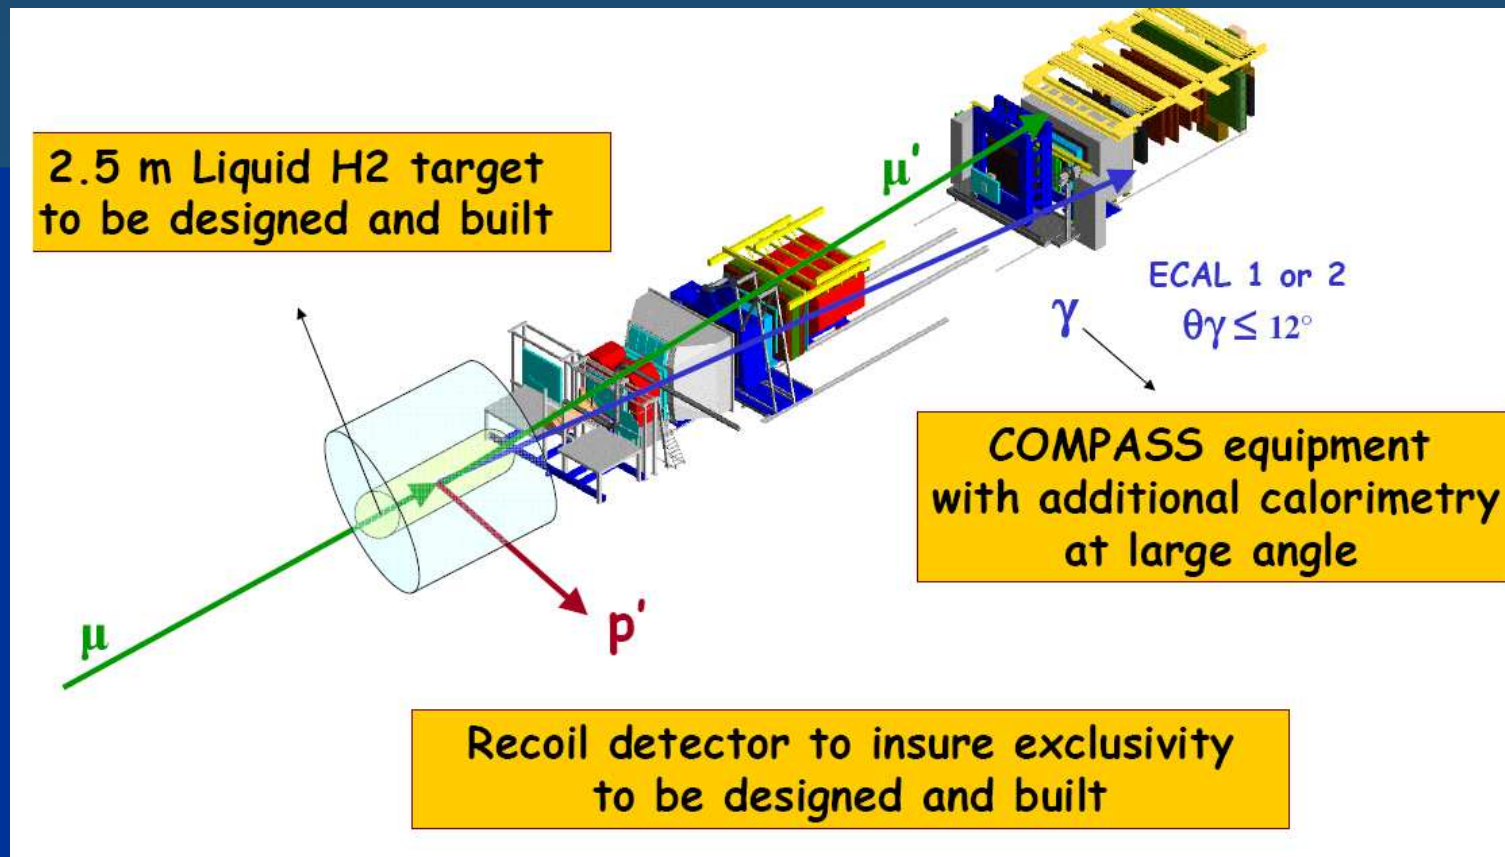 2.5 m Liquid H2 target
to be designed and built
μ'
ECAL 1 or 2
γ
θγ ≤ 12°
COMPASS equipment
with additional calorimetry
at large angle
μ
p'
Recoil detector to insure exclusivity
to be designed and built